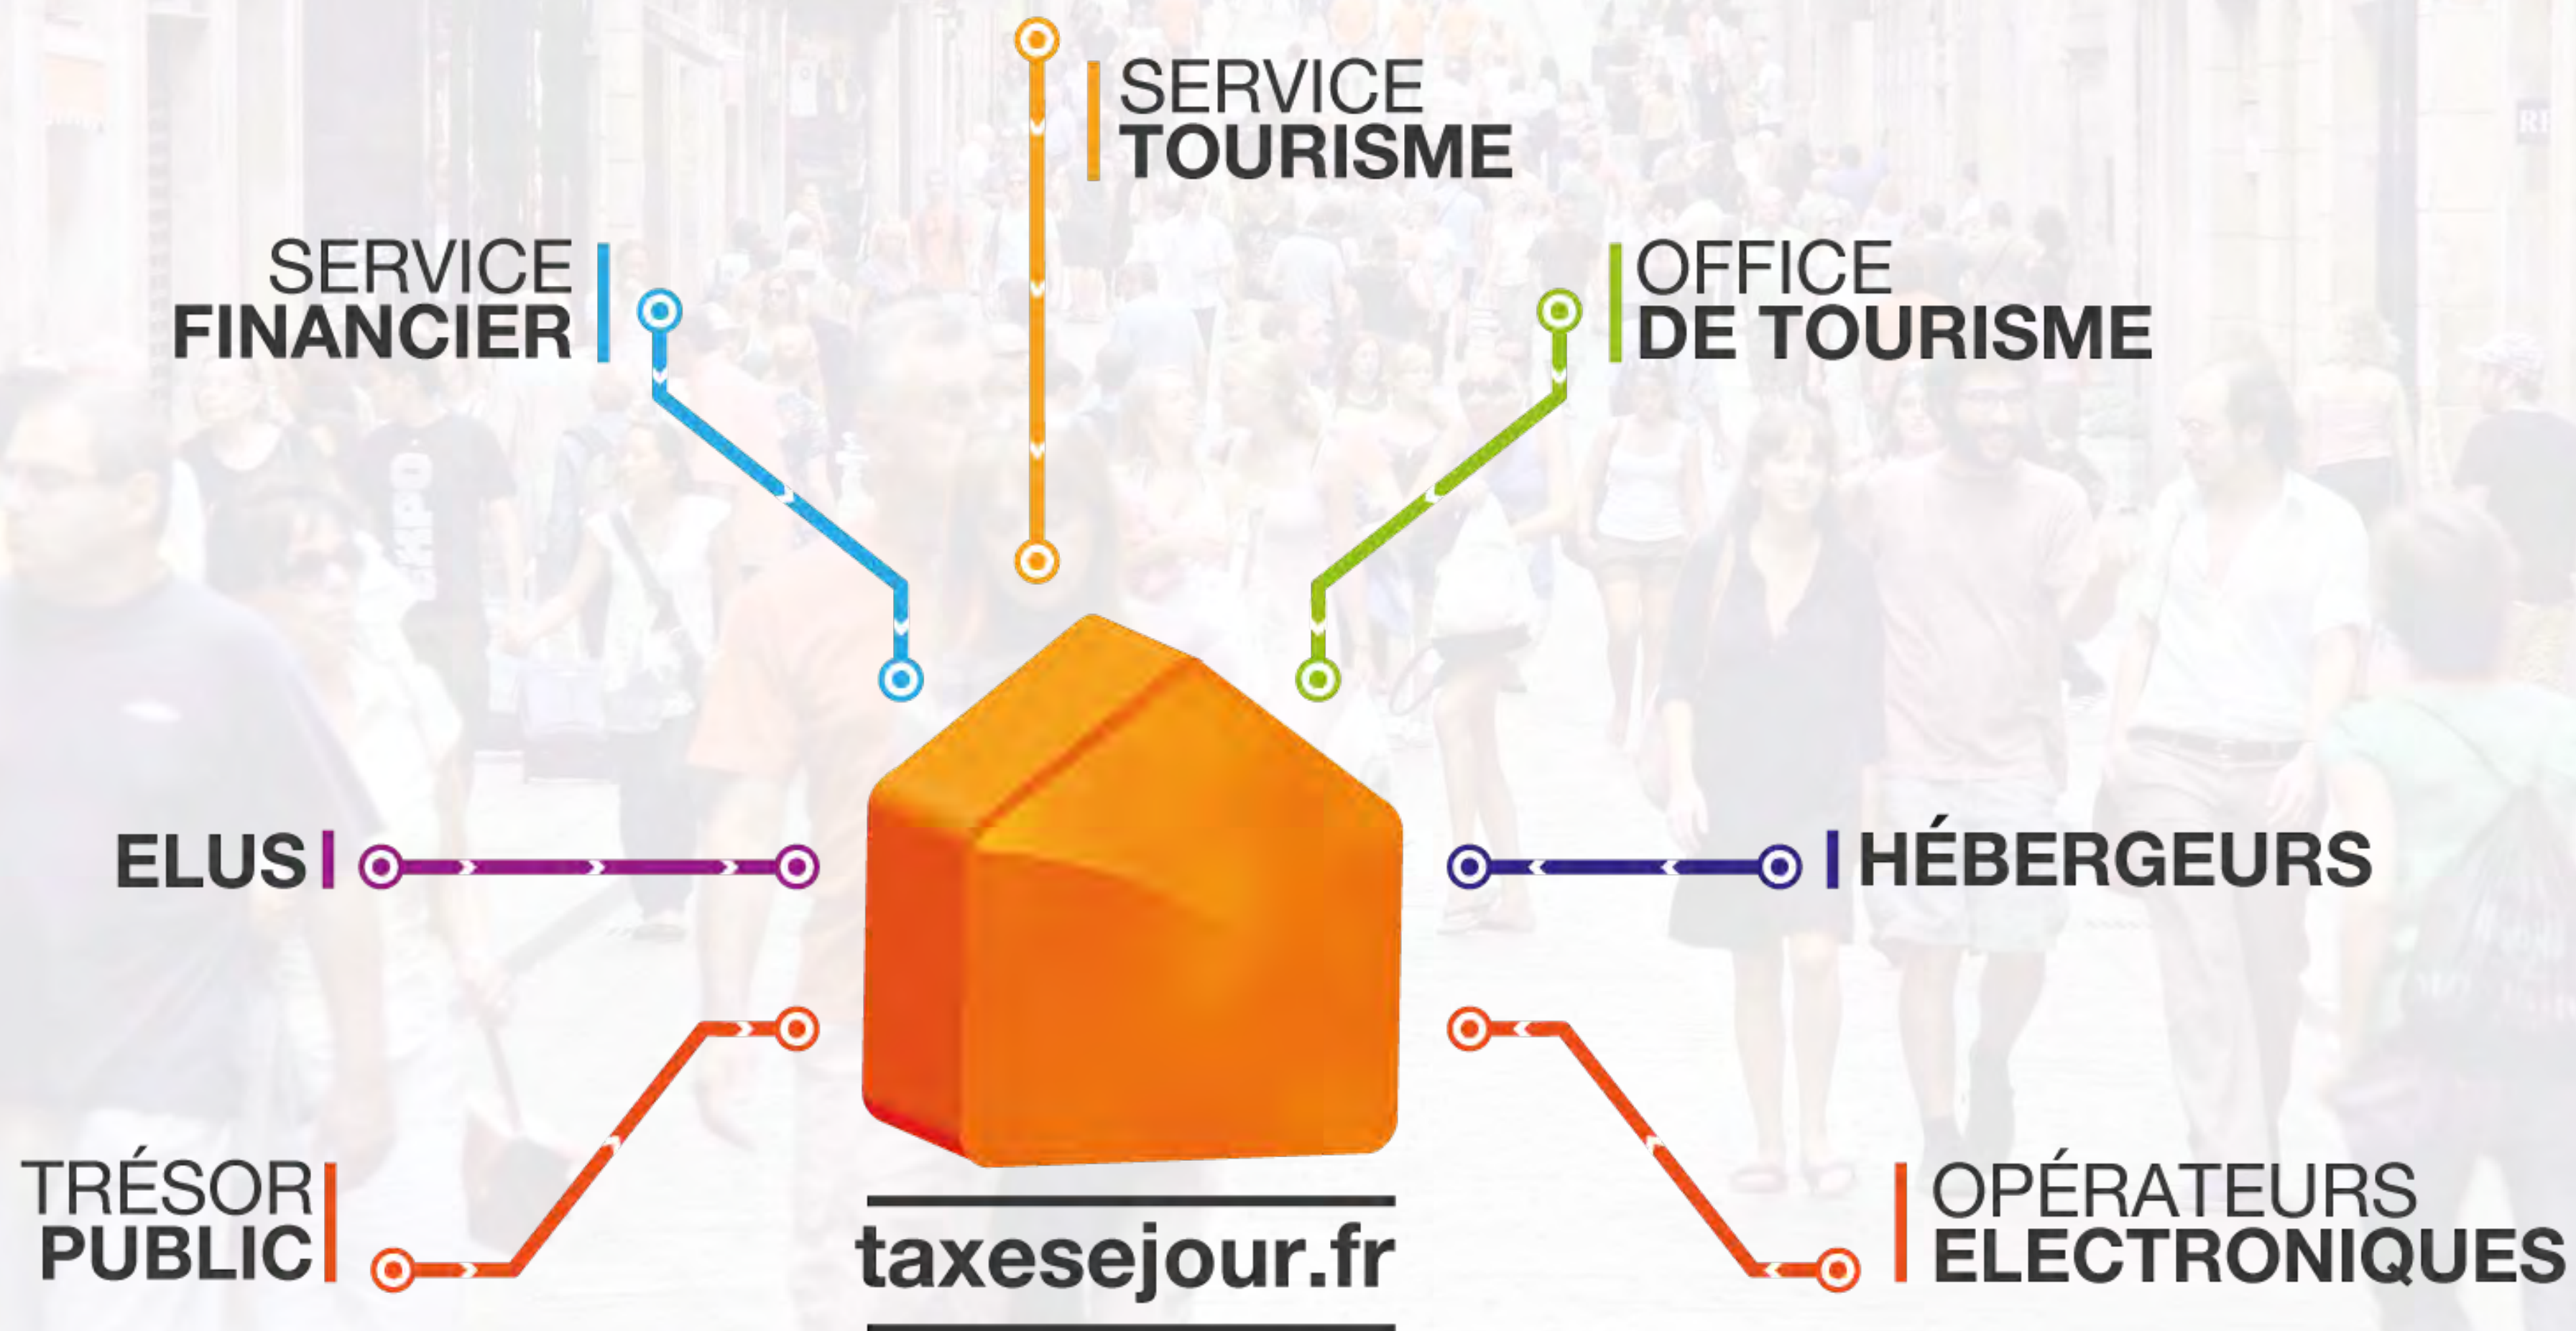 SERVICE
TOURISME
SERVICE
FINANCIER
OFFICE
DE TOURISME
ELUS
HÉBERGEURS
TRÉSOR
PUBLIC
OPÉRATEURS
ELECTRONIQUES
taxesejour.fr